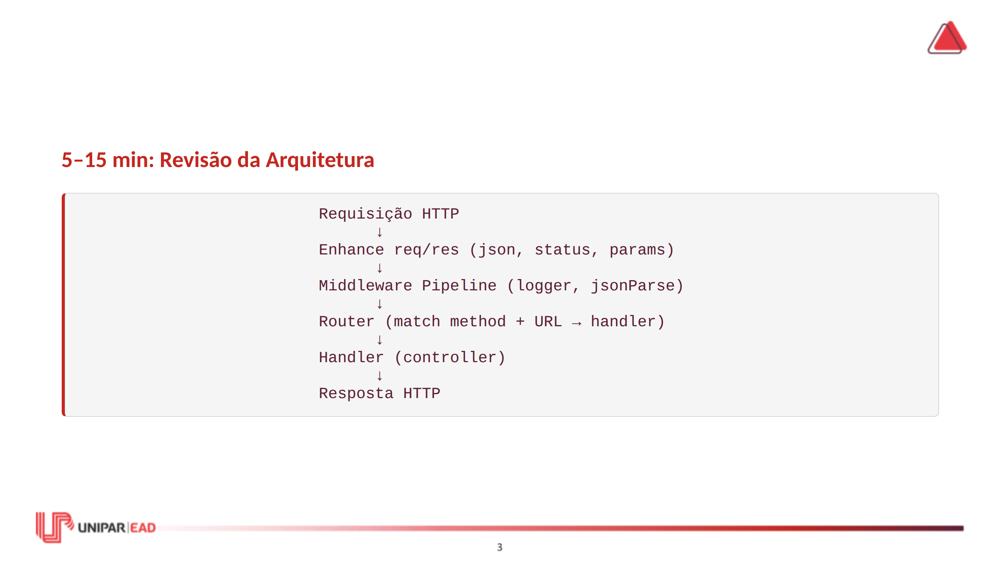 5–15 min: Revisão da Arquitetura
Requisição HTTP
↓
Enhance req/res (json, status, params)
↓
Middleware Pipeline (logger, jsonParse)
↓
Router (match method + URL → handler)
↓
Handler (controller)
↓
Resposta HTTP
UNIPAR|EAD
3